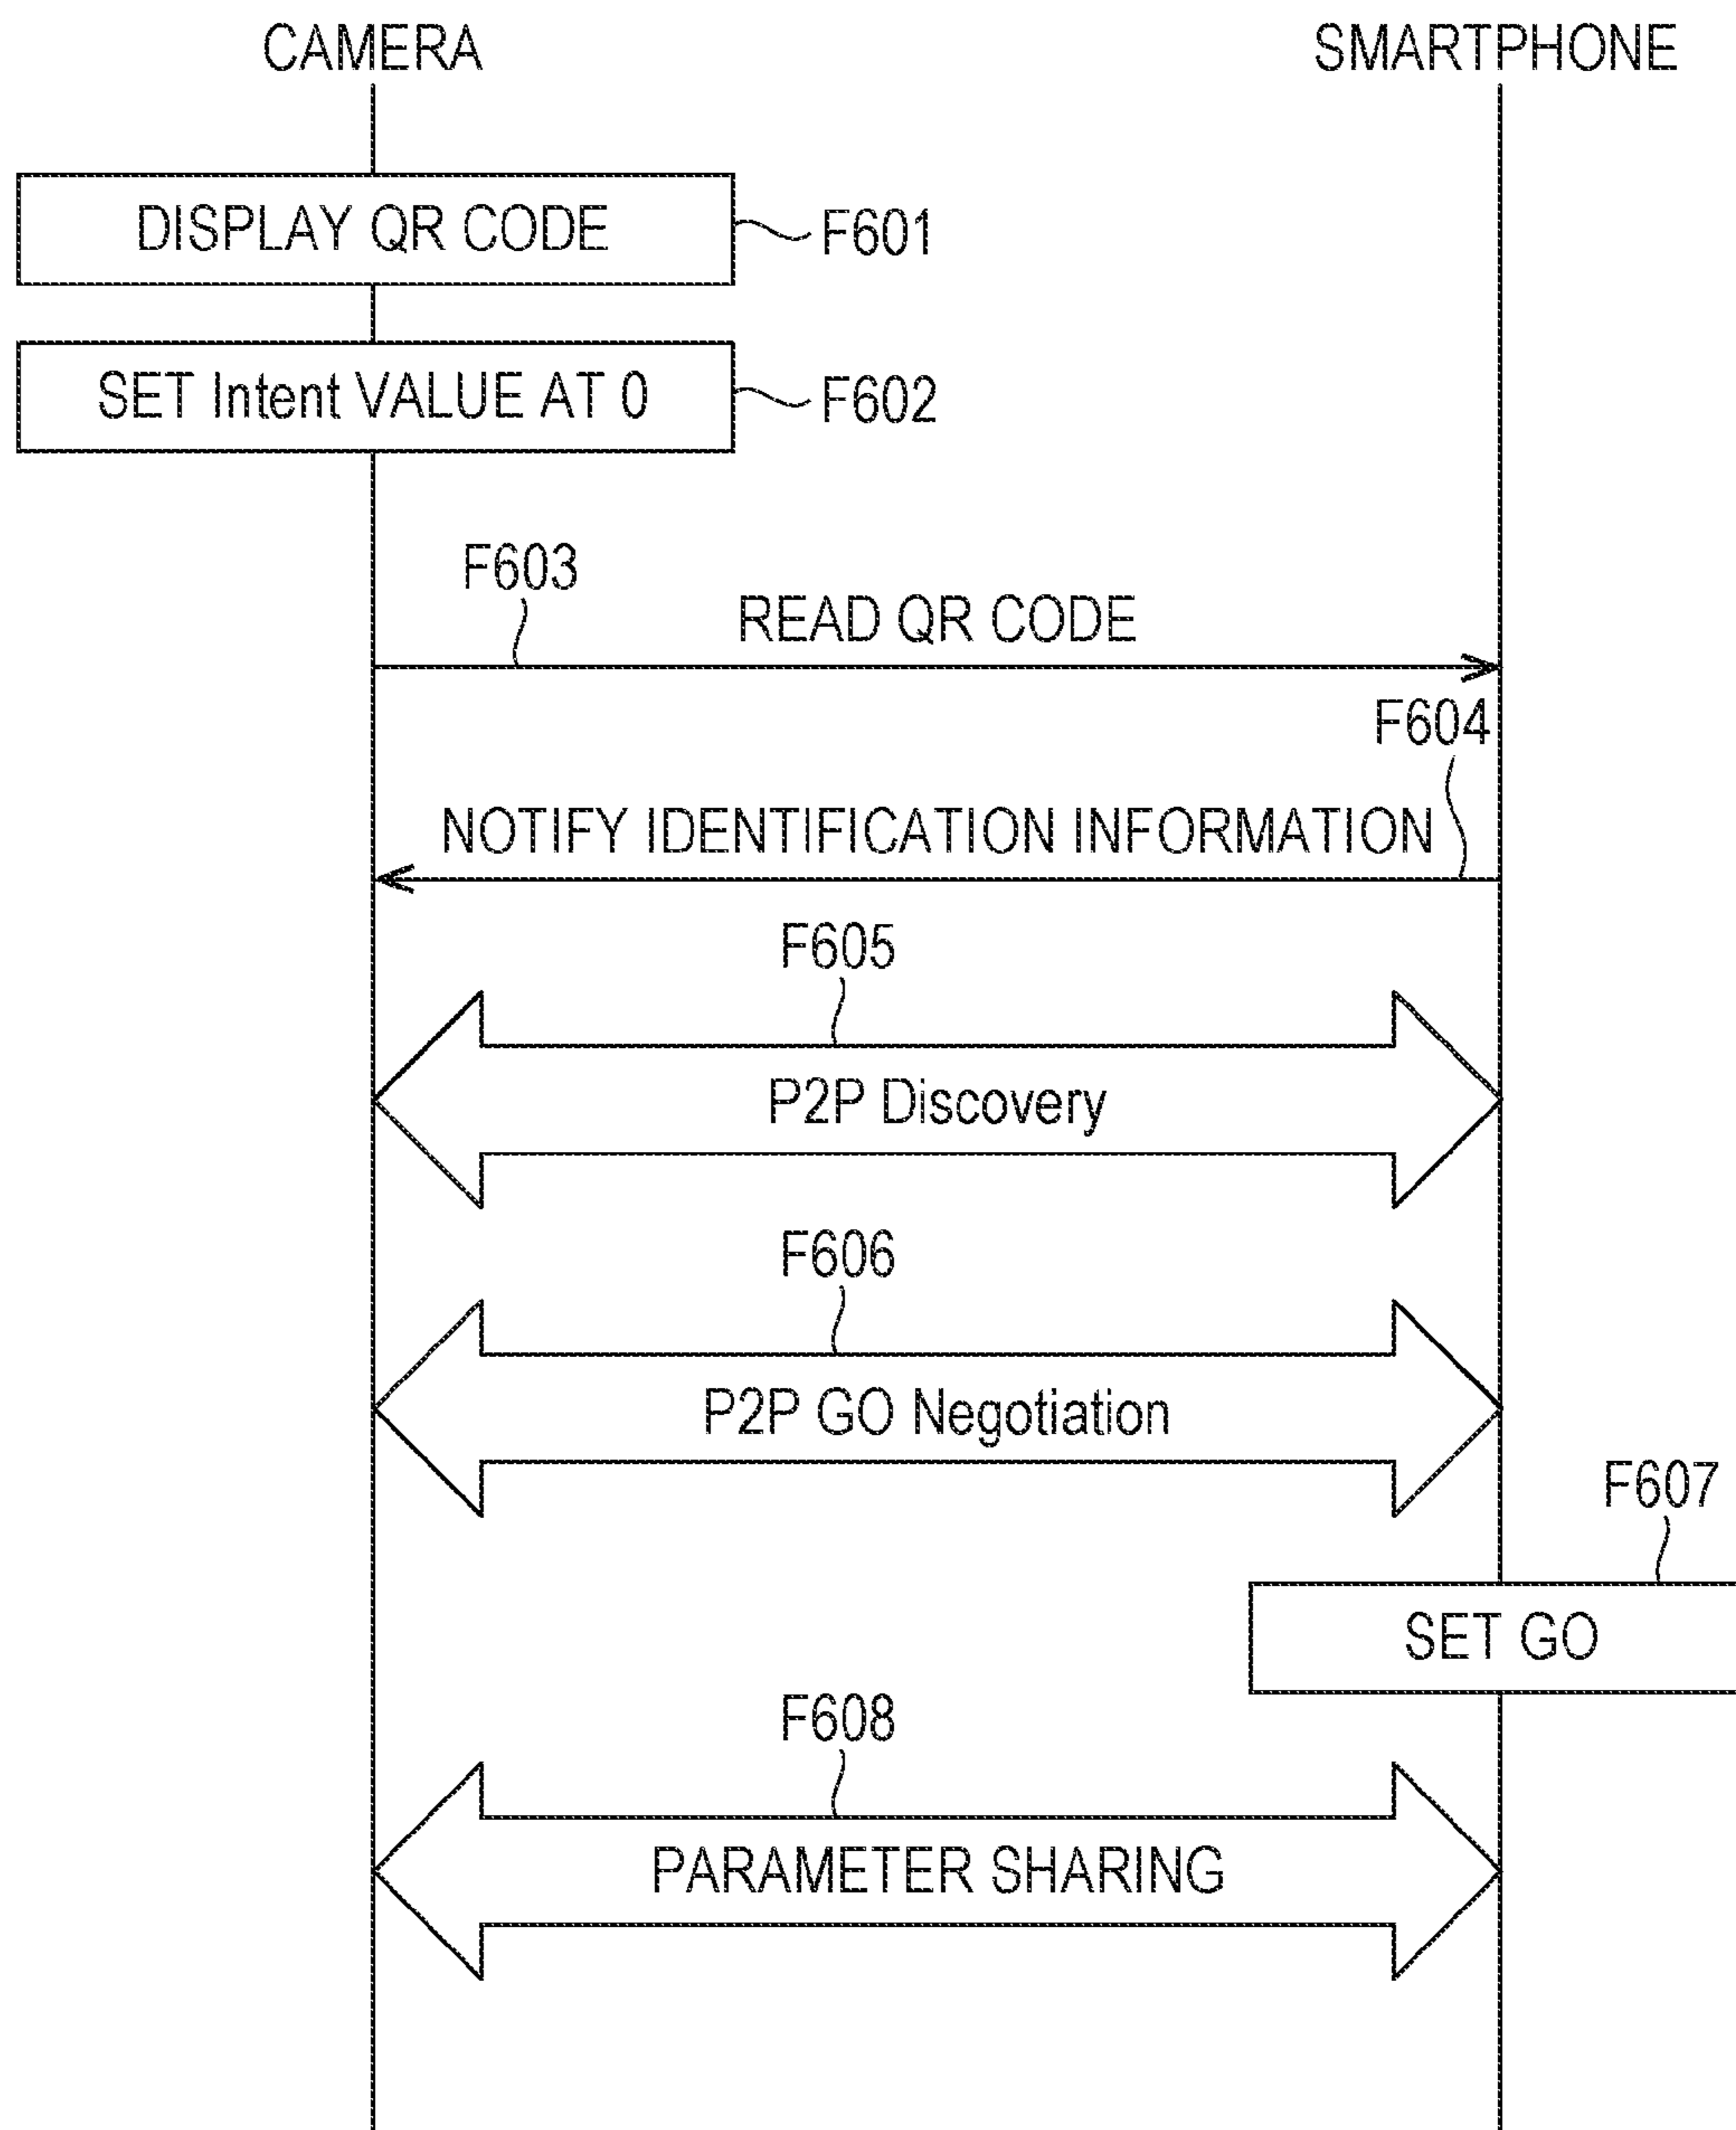 CAMERA
SMARTPHONE
DISPLAY QR CODE
F601
SET Intent VALUE AT 0
F602
F603
READ QR CODE
F604
NOTIFY IDENTIFICATION INFORMATION
F605
P2P Discovery
F606
P2P GO Negotiation
F607
SET GO
F608
PARAMETER SHARING